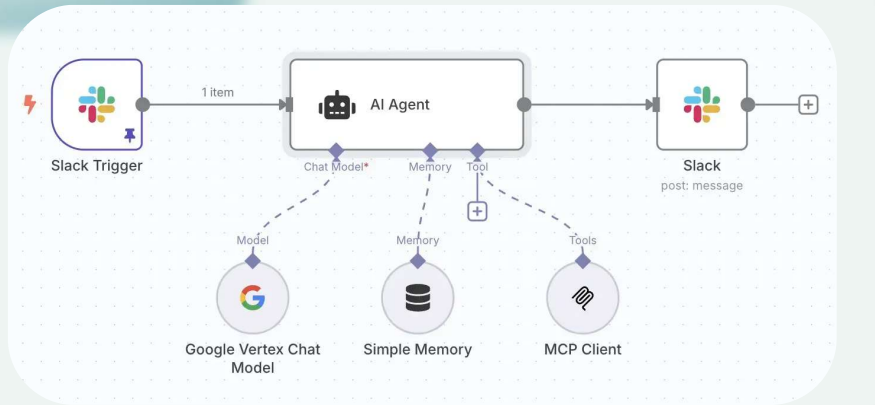 1 item
AI Agent
Slack Trigger
Chat Model*
Memory
Tool
Slack
post: message
Model
Memory
Tools
Google Vertex Chat
Model
Simple Memory
MCP Client